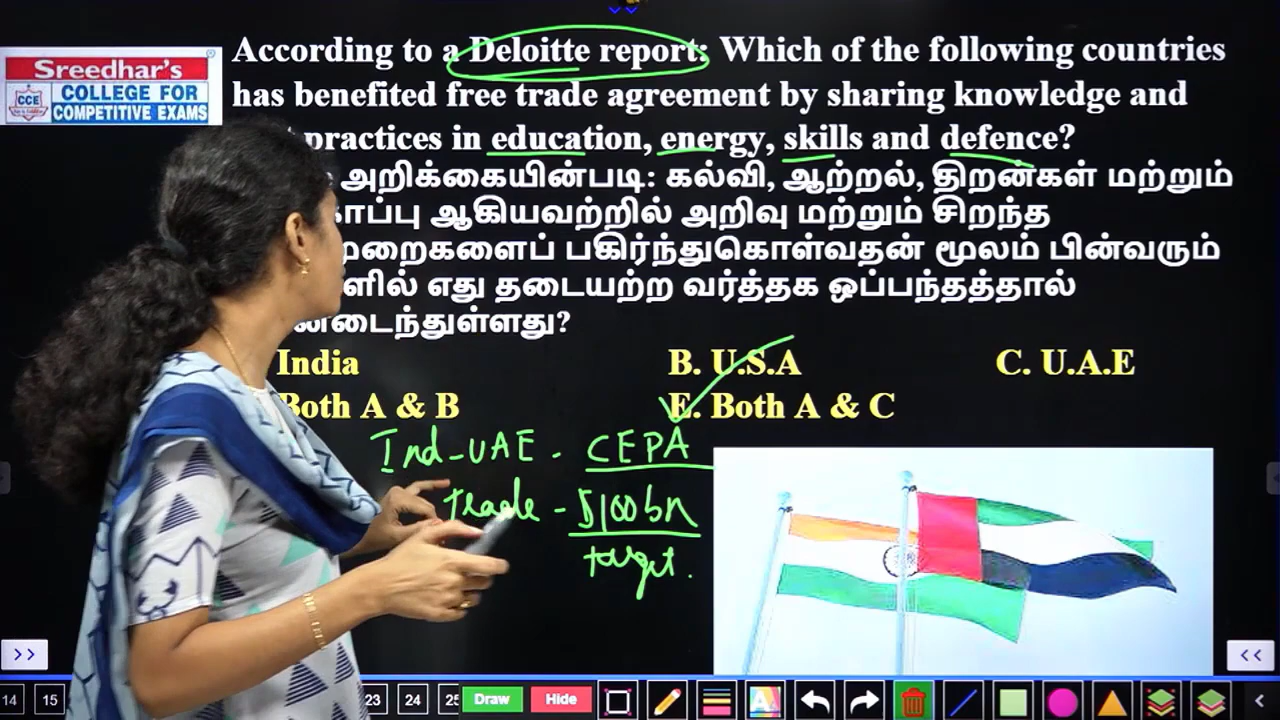 Sreedhar's
CCE
COLLEGE FOR
COMPETITIVE EXAMS
According to a Deloitte report: Which of the following countries
has benefited free trade agreement by sharing knowledge and
practices in education, energy, skills and defence?
அறிக்கையின்படி: கல்வி, ஆற்றல், திறன்கள் மற்றும்
ஆகியவற்றில் அறிவு மற்றும் சிறந்த
பகிர்ந்துகொள்வதன் மூலம் பின்வரும்
எது தடையற்ற வர்த்தக ஒப்பந்தத்தால்
India B. U.S.A C. U.A.E
Both A & B E. Both A & C
Ind-UAE - CEPA
Trade - $100bn
target.
>> <<
14 15 23 24 25 Draw Hide